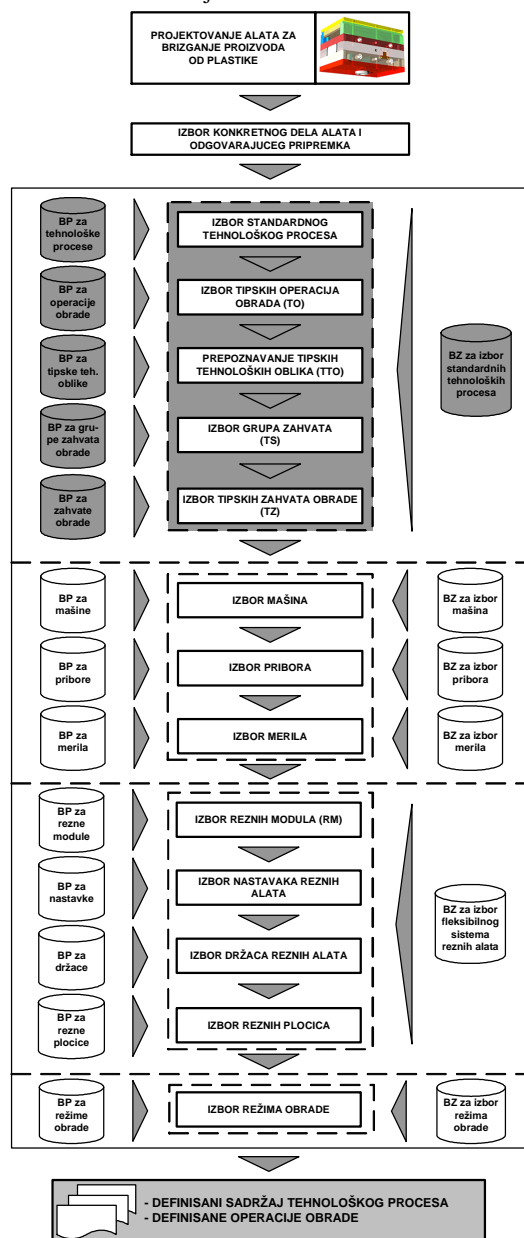 PROJEKTOVANJE ALATA ZA
BRIZGANJE PROIZVODA
OD PLASTIKE
IZBOR KONKRETNOG DELA ALATA I
ODGOVARAJUCEG PRIPREMKA
BP za
tehnološke
procese
IZBOR STANDARDNOG
TEHNOLOŠKOG PROCESA
BP za
operacije
obrade
IZBOR TIPSKIH OPERACIJA
OBRADA (TO)
BP za
tipske teh.
oblike
PREPOZNAVANJE TIPSKIH
TEHNOLOŠKIH OBLIKA (TTO)
BZ za izbor
standardnih
tehnoloških
procesa
BP za gru-
pe zahvata
obrade
IZBOR GRUPA ZAHVATA
(TS)
BP za
zahvate
obrade
IZBOR TIPSKIH ZAHVATA OBRADE
(TZ)
BP za
mašine
IZBOR MAŠINA
BZ za izbor
mašina
BP za
pribore
IZBOR PRIBORA
BZ za izbor
pribora
BP za
merila
IZBOR MERILA
BZ za izbor
merila
BP za
rezne
module
IZBOR REZNIH MODULA (RM)
BP za
nastavke
IZBOR NASTAVAKA REZNIH
ALATA
BZ za izbor
fleksibilnog
sistema
reznih alata
BP za
držace
IZBOR DRŽACA REZNIH ALATA
BP za
rezne
plocice
IZBOR REZNIH PLOCICA
BP za
režime
obrade
IZBOR REŽIMA OBRADE
BZ za izbor
režima
obrade
- DEFINISANI SADRŽAJ TEHNOLOŠKOG PROCESA
- DEFINISANE OPERACIJE OBRADE